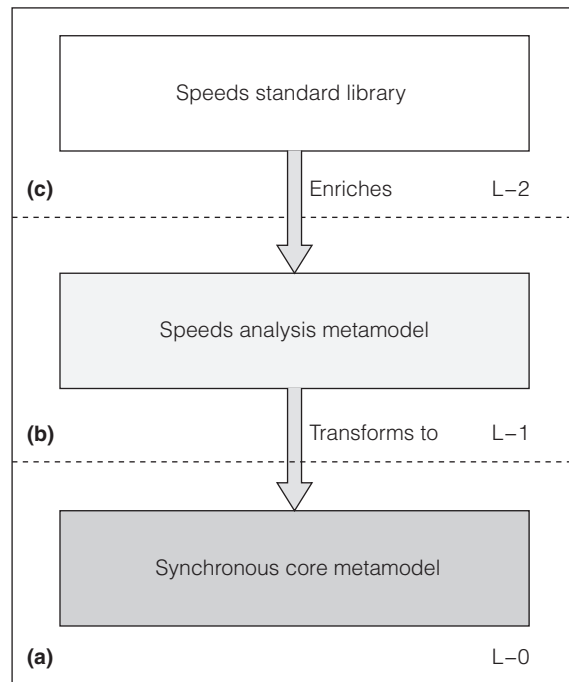 Speeds standard library
(c) Enriches L–2
Speeds analysis metamodel
(b) Transforms to L–1
Synchronous core metamodel
(a) L–0